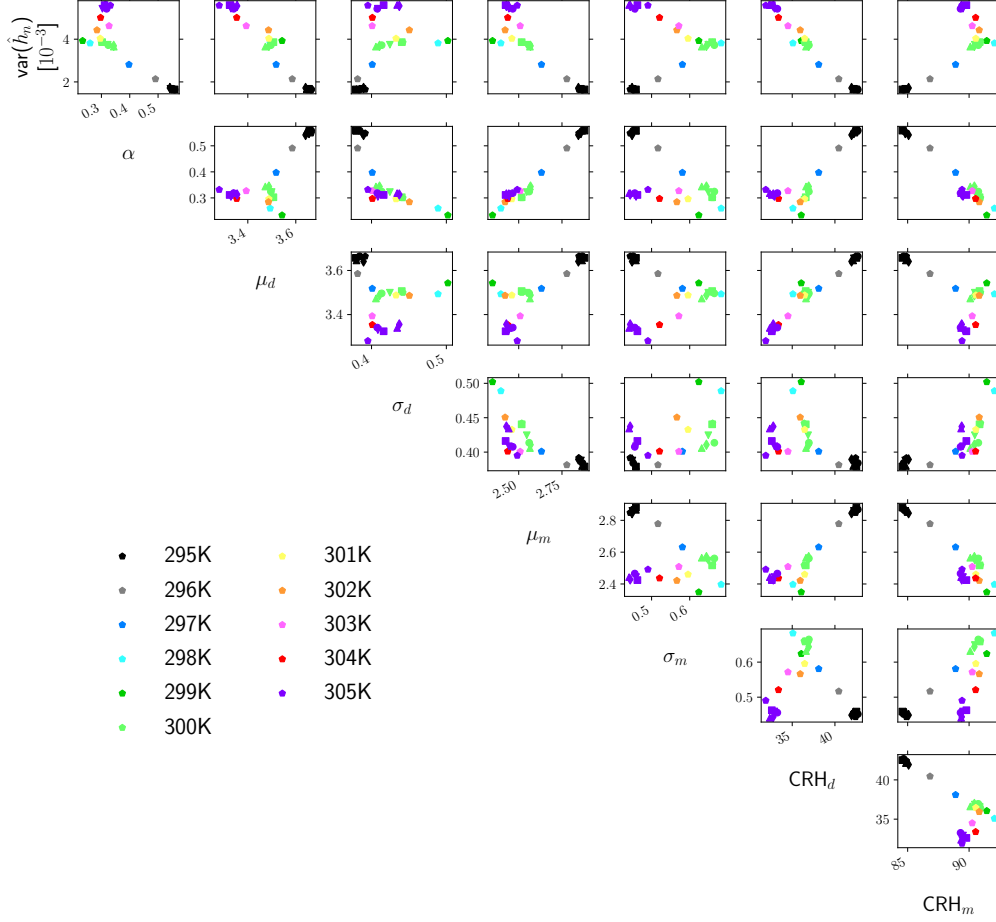 var(ĥₙ)
[10⁻³]
4
2
0.3 0.4 0.5
α
0.5
0.4
0.3
3.4 3.6
μ_d
3.6
3.4
0.4 0.5
σ_d
0.50
0.45
0.40
2.50 2.75
μ_m
2.8
2.6
2.4
0.5 0.6
σ_m
0.6
0.5
35 40
CRH_d
40
35
85 90
CRH_m
295K 301K
296K 302K
297K 303K
298K 304K
299K 305K
300K